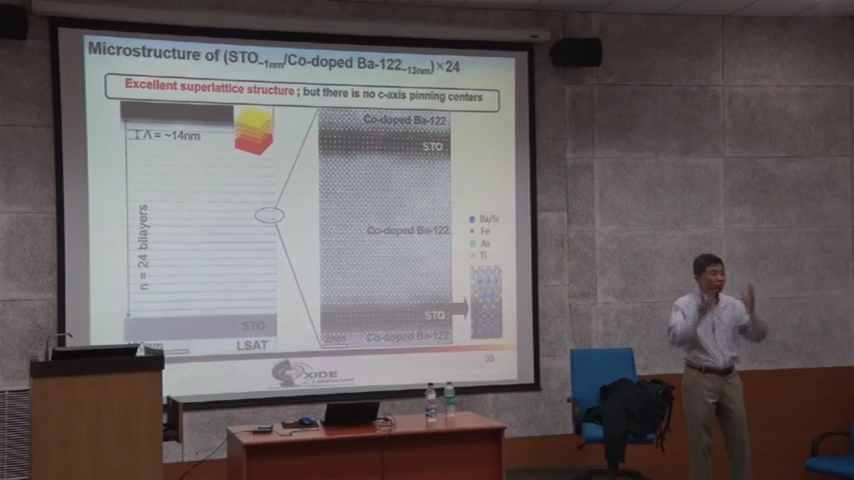 Microstructure of (STO~1nm/Co-doped Ba-122~13nm)×24
Excellent superlattice structure ; but there is no c-axis pinning centers
Λ = ~14nm
n = 24 bilayers
STO
LSAT
Co-doped Ba-122
STO
Co-doped Ba-122
STO
Co-doped Ba-122
2nm
Ba/Sr
Fe
As
Ti
OXIDE
35